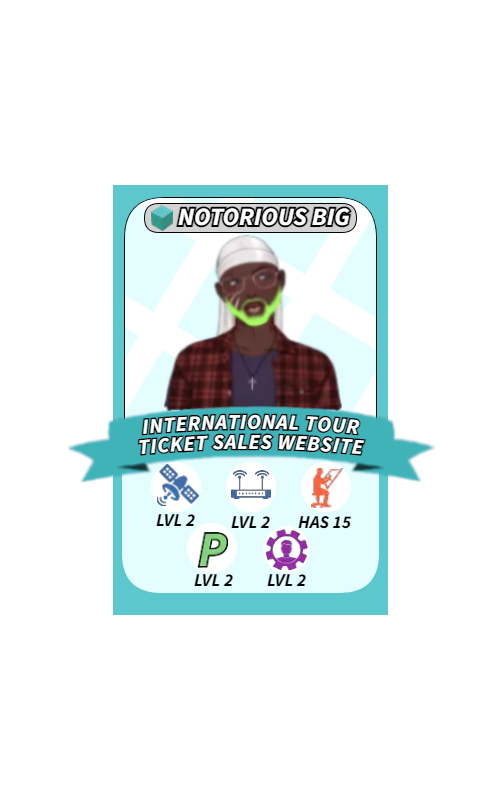 NOTORIOUS BIG
INTERNATIONAL TOUR
TICKET SALES WEBSITE
LVL 2
LVL 2
HAS 15
P
LVL 2
LVL 2